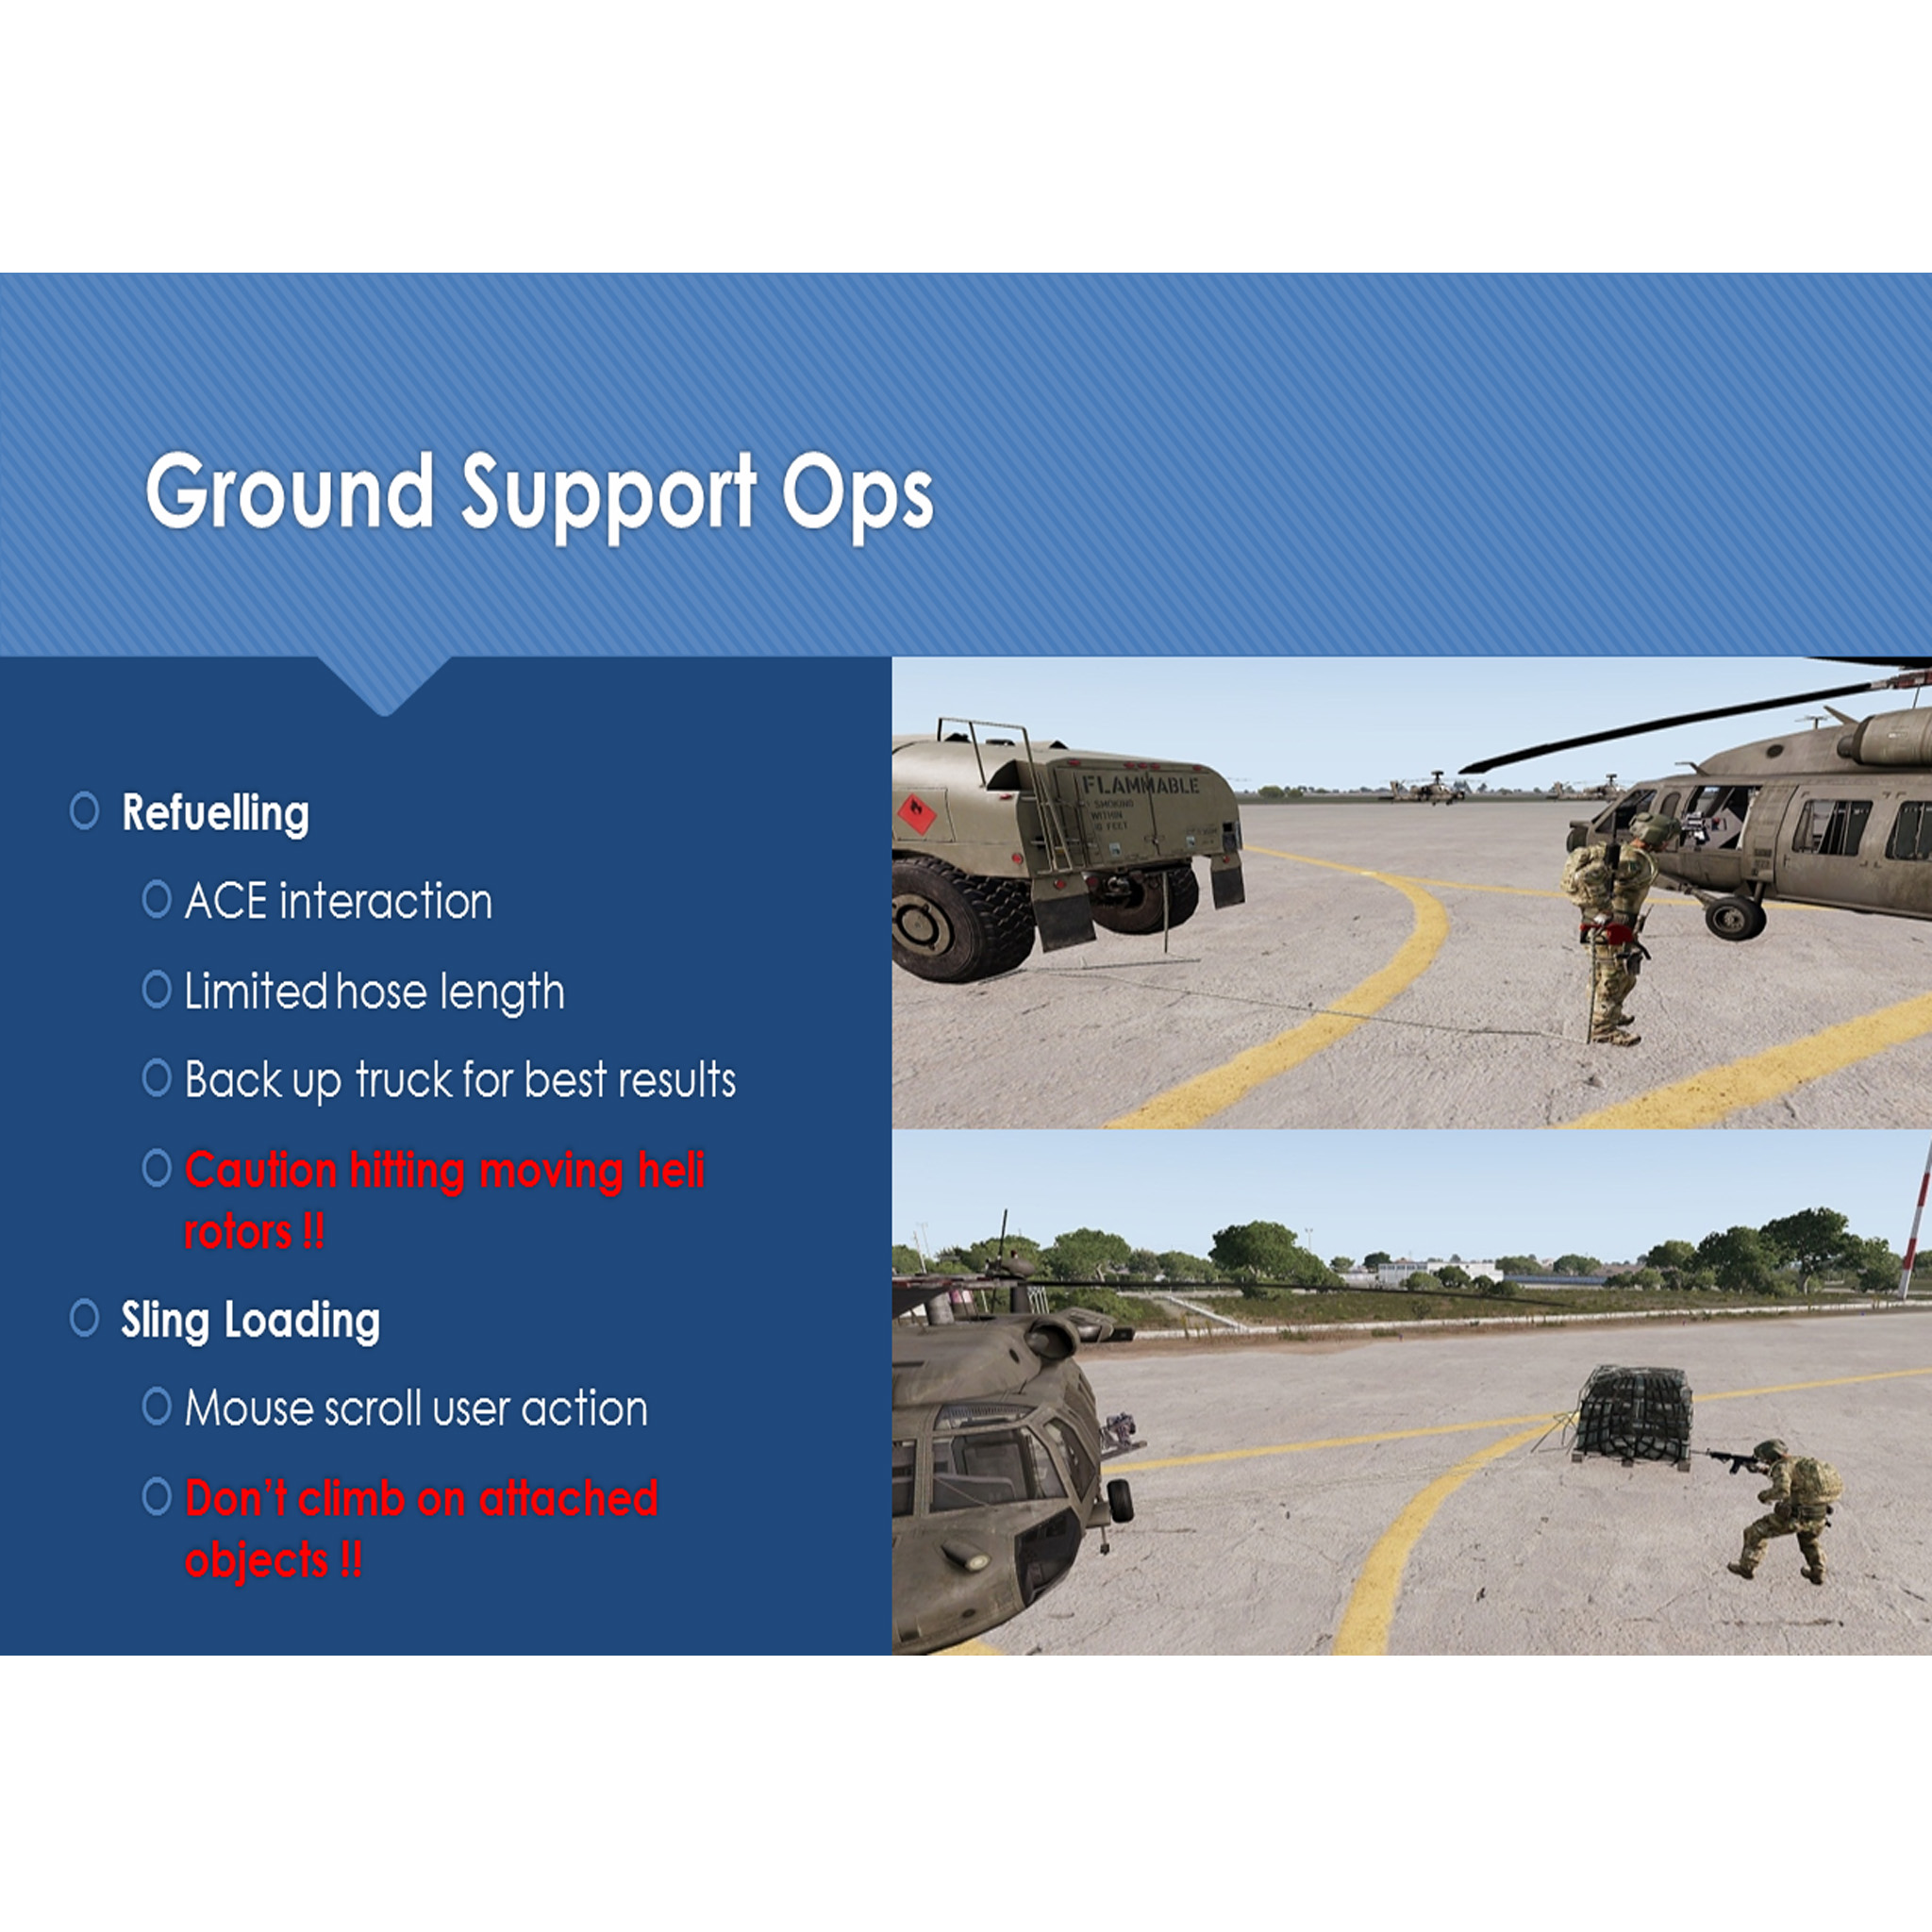 Ground Support Ops
Refuelling
ACE interaction
Limited hose length
Back up truck for best results
Caution hitting moving heli
rotors !!
Sling Loading
Mouse scroll user action
Don't climb on attached
objects !!
FLAMMABLE
SMOKING
WITHIN
FEET